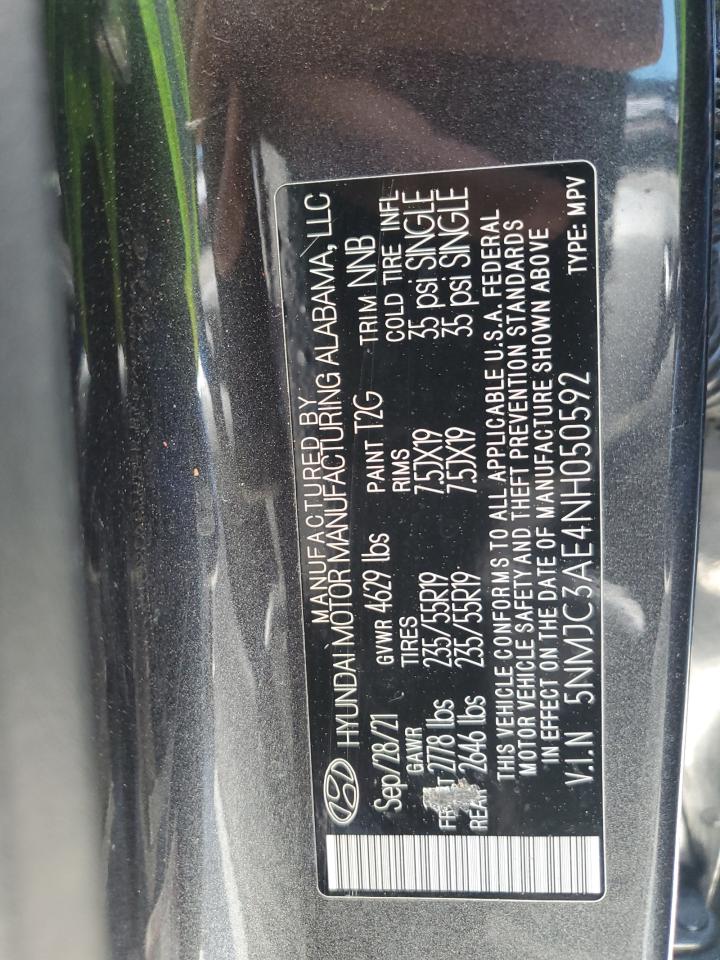 MANUFACTURED BY
HYUNDAI MOTOR MANUFACTURING ALABAMA, LLC
Sep/28/21 GVWR 4629 lbs PAINT T2G TRIM NNB
GAWR TIRES RIMS COLD TIRE INFL
2778 lbs 235/55R19 7.5JX19 35 psi SINGLE
REAR 2646 lbs 235/55R19 7.5JX19 35 psi SINGLE
THIS VEHICLE CONFORMS TO ALL APPLICABLE U.S.A. FEDERAL
MOTOR VEHICLE SAFETY AND THEFT PREVENTION STANDARDS
IN EFFECT ON THE DATE OF MANUFACTURE SHOWN ABOVE
V.I.N 5NMJC3AE4NH050592 TYPE: MPV